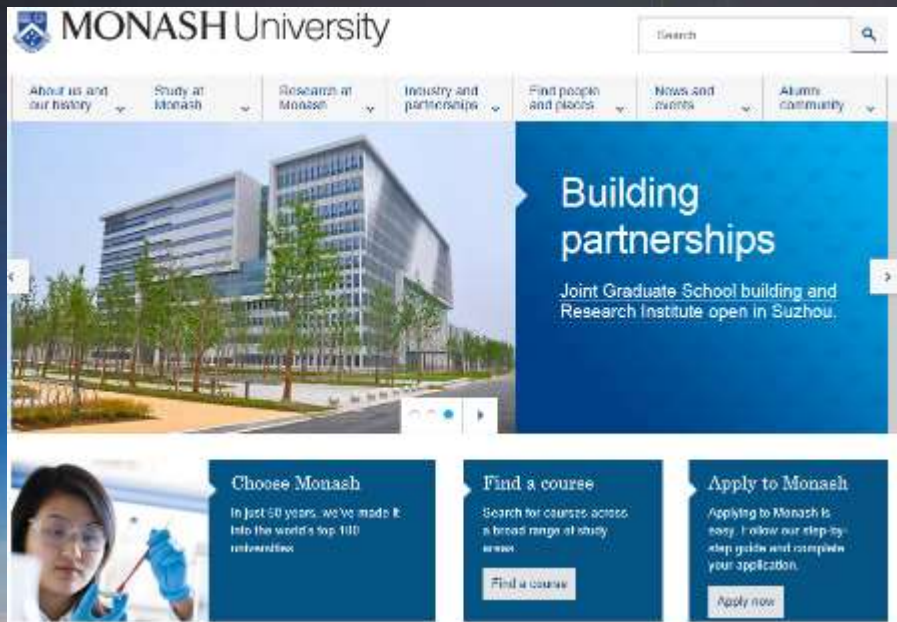 MONASH University
Search
About us and
our history
Study at
Monash
Research at
Monash
Industry and
partnerships
Find people
and places
News and
events
Alumni
community
Building
partnerships
Joint Graduate School building and
Research Institute open in Suzhou.
Choose Monash
In just 50 years, we've made it
into the world's top 100
universities
Find a course
Search for courses across
a broad range of study
areas
Find a course
Apply to Monash
Applying to Monash is
easy. Follow our step-by-
step guide and complete
your application.
Apply now